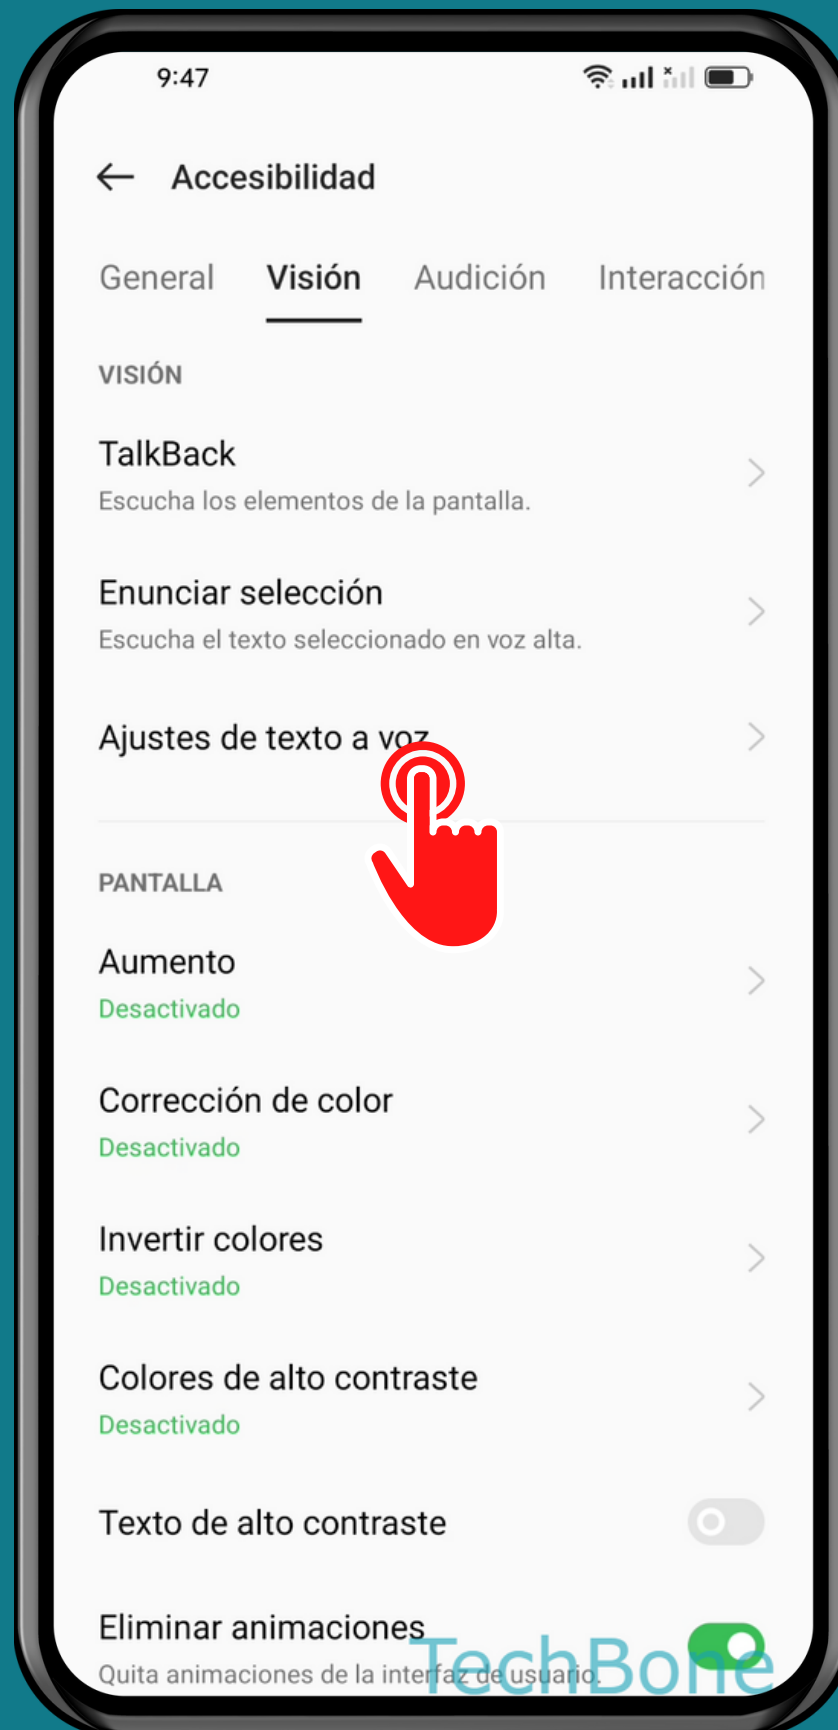 9:47
Accesibilidad
General Visión Audición Interacción
VISIÓN
TalkBack
Escucha los elementos de la pantalla.
Enunciar selección
Escucha el texto seleccionado en voz alta.
Ajustes de texto a voz
PANTALLA
Aumento
Desactivado
Corrección de color
Desactivado
Invertir colores
Desactivado
Colores de alto contraste
Desactivado
Texto de alto contraste
Eliminar animaciones
Quita animaciones de la interfaz de usuario.
TechBone